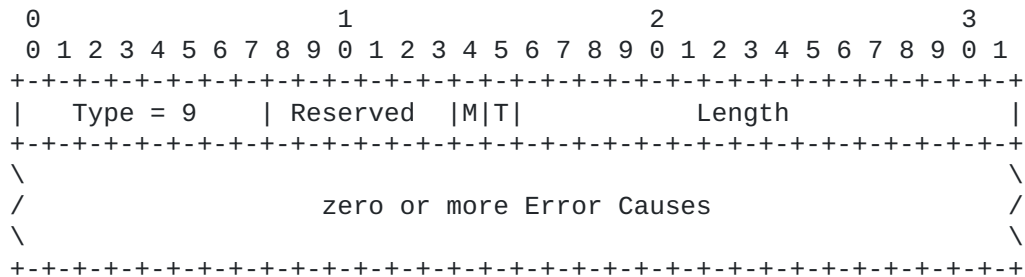 0                   1                   2                   3
 0 1 2 3 4 5 6 7 8 9 0 1 2 3 4 5 6 7 8 9 0 1 2 3 4 5 6 7 8 9 0 1
+-+-+-+-+-+-+-+-+-+-+-+-+-+-+-+-+-+-+-+-+-+-+-+-+-+-+-+-+-+-+-+-+
|   Type = 9    | Reserved  |M|T|           Length              |
+-+-+-+-+-+-+-+-+-+-+-+-+-+-+-+-+-+-+-+-+-+-+-+-+-+-+-+-+-+-+-+-+
\                                                               \
/                   zero or more Error Causes                   /
\                                                               \
+-+-+-+-+-+-+-+-+-+-+-+-+-+-+-+-+-+-+-+-+-+-+-+-+-+-+-+-+-+-+-+-+